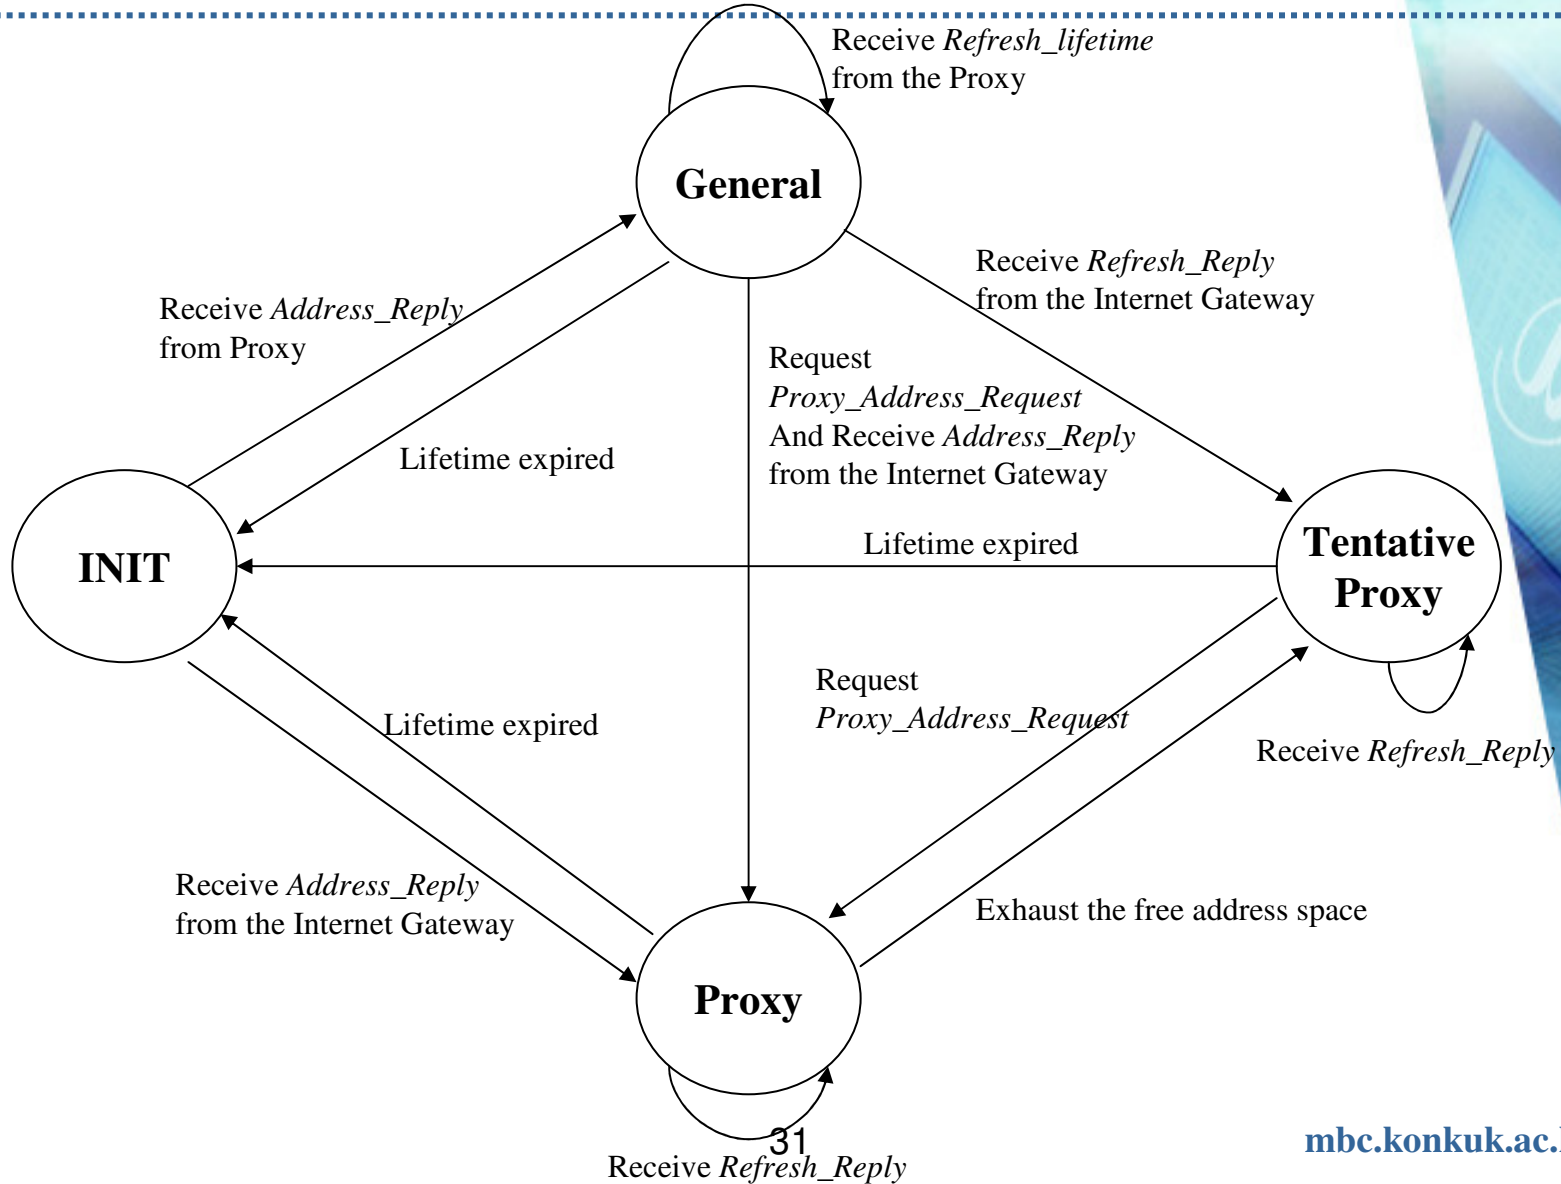 Receive Refresh_lifetime
from the Proxy
General
Receive Refresh_Reply
from the Internet Gateway
Receive Address_Reply
from Proxy
Request
Proxy_Address_Request
And Receive Address_Reply
from the Internet Gateway
Lifetime expired
Lifetime expired
INIT
Tentative
Proxy
Request
Proxy_Address_Request
Lifetime expired
Receive Refresh_Reply
Receive Address_Reply
from the Internet Gateway
Exhaust the free address space
Proxy
31
Receive Refresh_Reply
mbc.konkuk.ac.